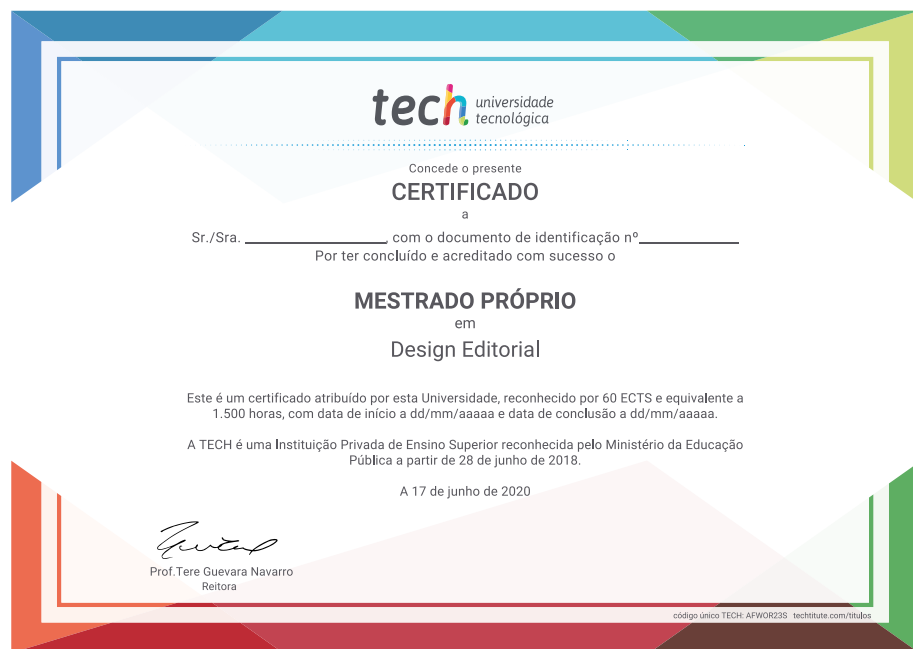 tech universidade
tecnológica
Concede o presente
CERTIFICADO
a
Sr./Sra. ________________, com o documento de identificação nº___________
Por ter concluído e acreditado com sucesso o
MESTRADO PRÓPRIO
em
Design Editorial
Este é um certificado atribuído por esta Universidade, reconhecido por 60 ECTS e equivalente a
1.500 horas, com data de início a dd/mm/aaaaa e data de conclusão a dd/mm/aaaaa.
A TECH é uma Instituição Privada de Ensino Superior reconhecida pelo Ministério da Educação
Pública a partir de 28 de junho de 2018.
A 17 de junho de 2020
Prof.Tere Guevara Navarro
Reitora
código único TECH: AFWOR23S techtitute.com/titulos